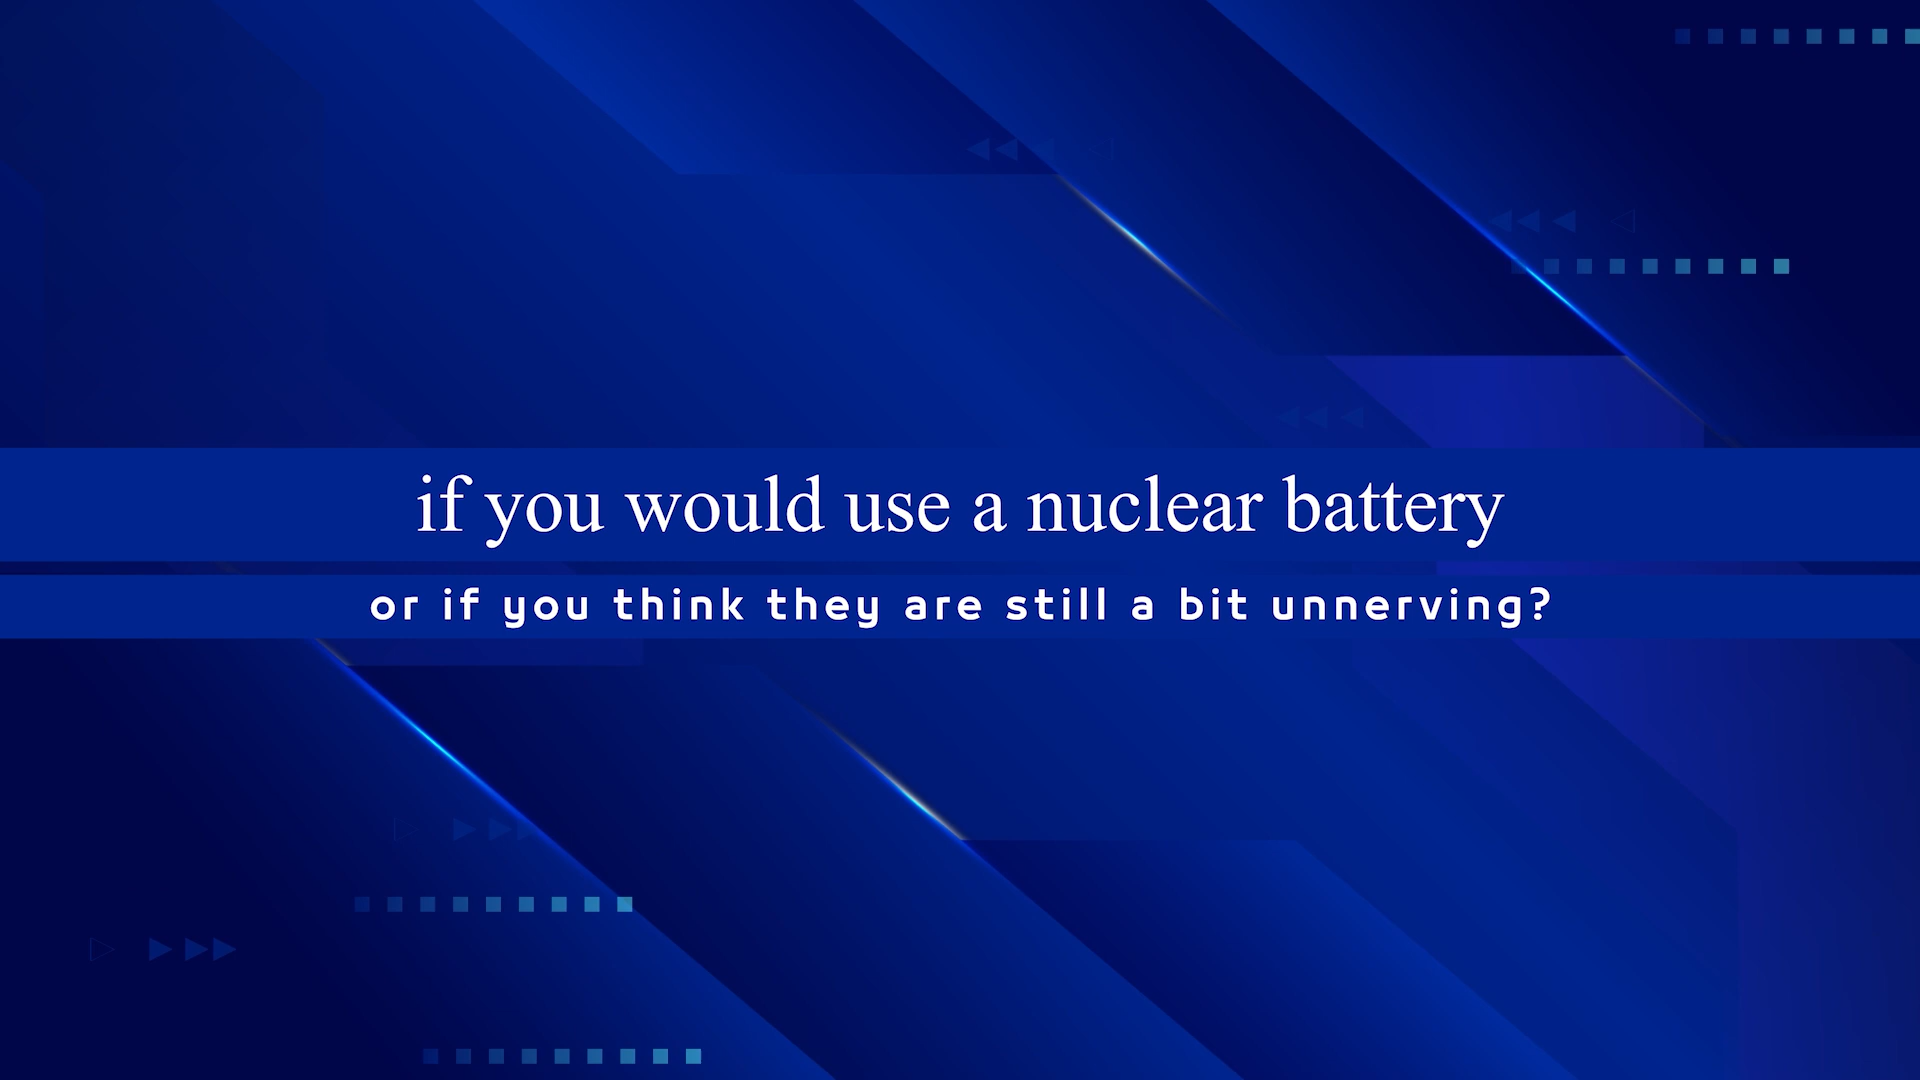 if you would use a nuclear battery
or if you think they are still a bit unnerving?